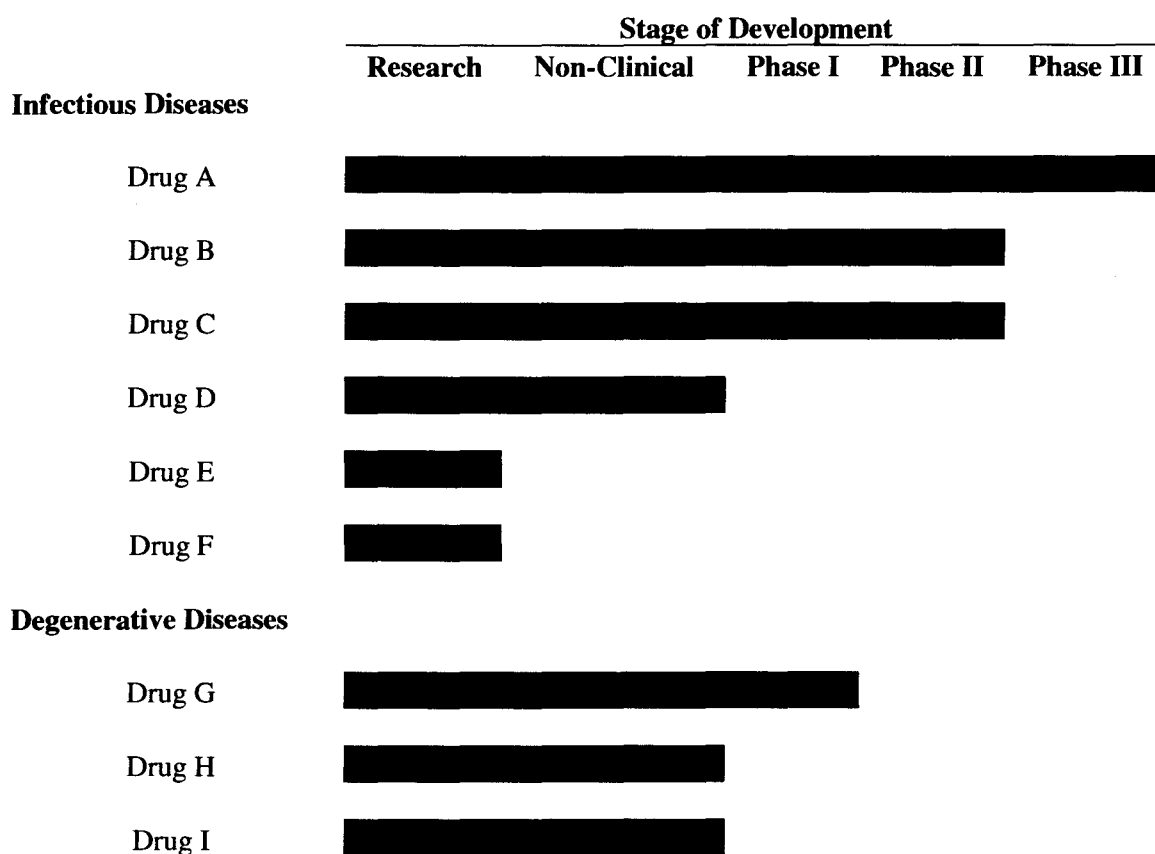 Stage of Development
Research Non-Clinical Phase I Phase II Phase III
Infectious Diseases
Drug A
Drug B
Drug C
Drug D
Drug E
Drug F
Degenerative Diseases
Drug G
Drug H
Drug I